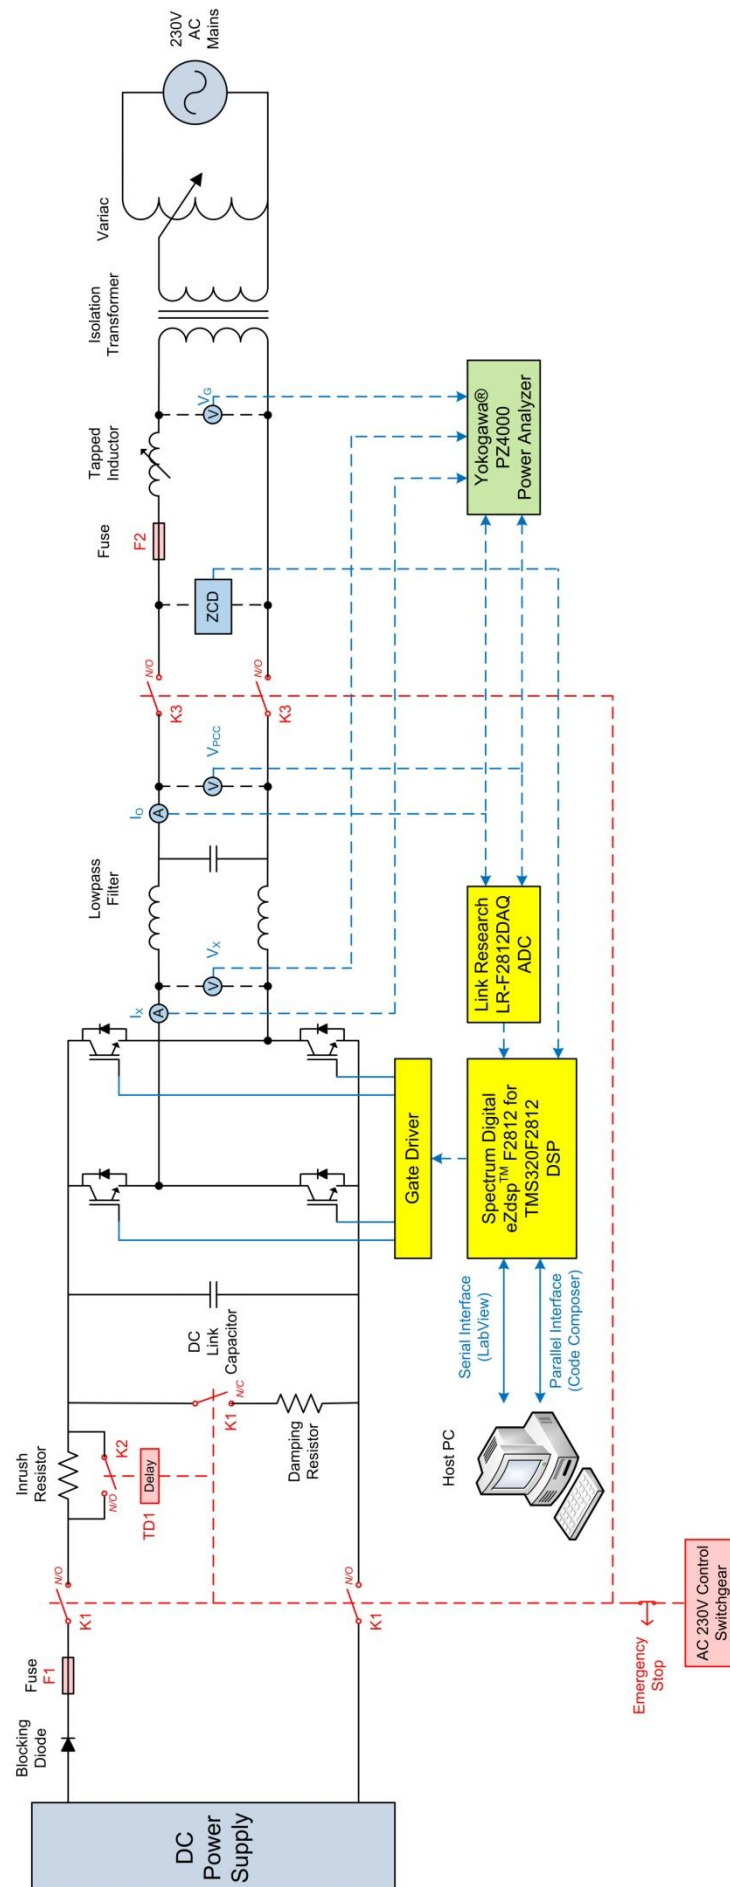 DC
Power
Supply
Blocking
Diode
Fuse
F1
K1
N/O
K1
N/O
Inrush
Resistor
N/O
K2
TD1
Delay
K1
N/C
Damping
Resistor
DC
Link
Capacitor
Gate Driver
Spectrum Digital
eZdsp™ F2812 for
TMS320F2812
DSP
Link Research
LR-F2812DAQ
ADC
Serial Interface
(LabView)
Parallel Interface
(Code Composer)
Host PC
Emergency
Stop
AC 230V Control
Switchgear
IX
A
VX
V
Lowpass
Filter
IO
A
VPCC
V
K3
N/O
K3
N/O
ZCD
Fuse
F2
Tapped
Inductor
VG
V
Yokogawa®
PZ4000
Power Analyzer
Isolation
Transformer
Variac
230V
AC
Mains